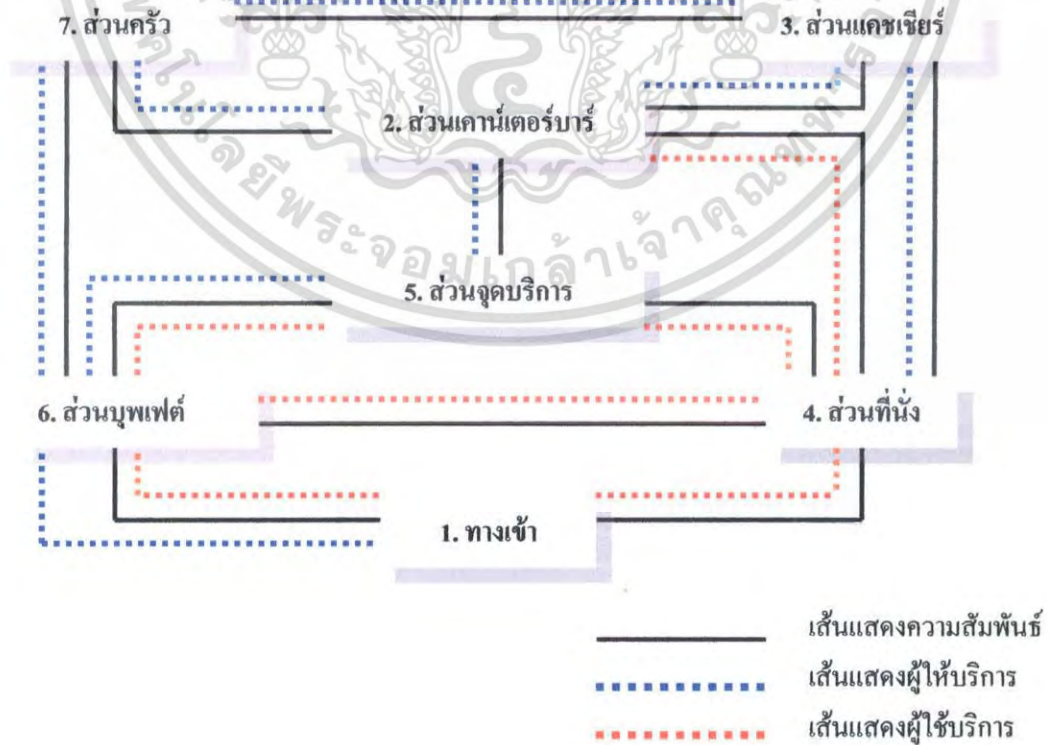 7. ส่วนครัว
3. ส่วนแคชเชียร์
2. ส่วนเคาน์เตอร์บาร์
5. ส่วนจุดบริการ
6. ส่วนบุพเฟต์
4. ส่วนที่นั่ง
1. ทางเข้า
เส้นแสดงความสัมพันธ์
เส้นแสดงผู้ให้บริการ
เส้นแสดงผู้ใช้บริการ